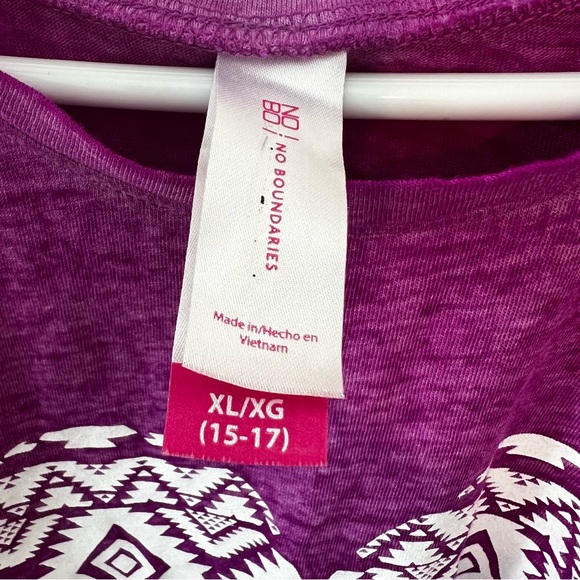 NO
BO
NO BOUNDARIES
Made in/Hecho en
Vietnam
XL/XG
(15-17)